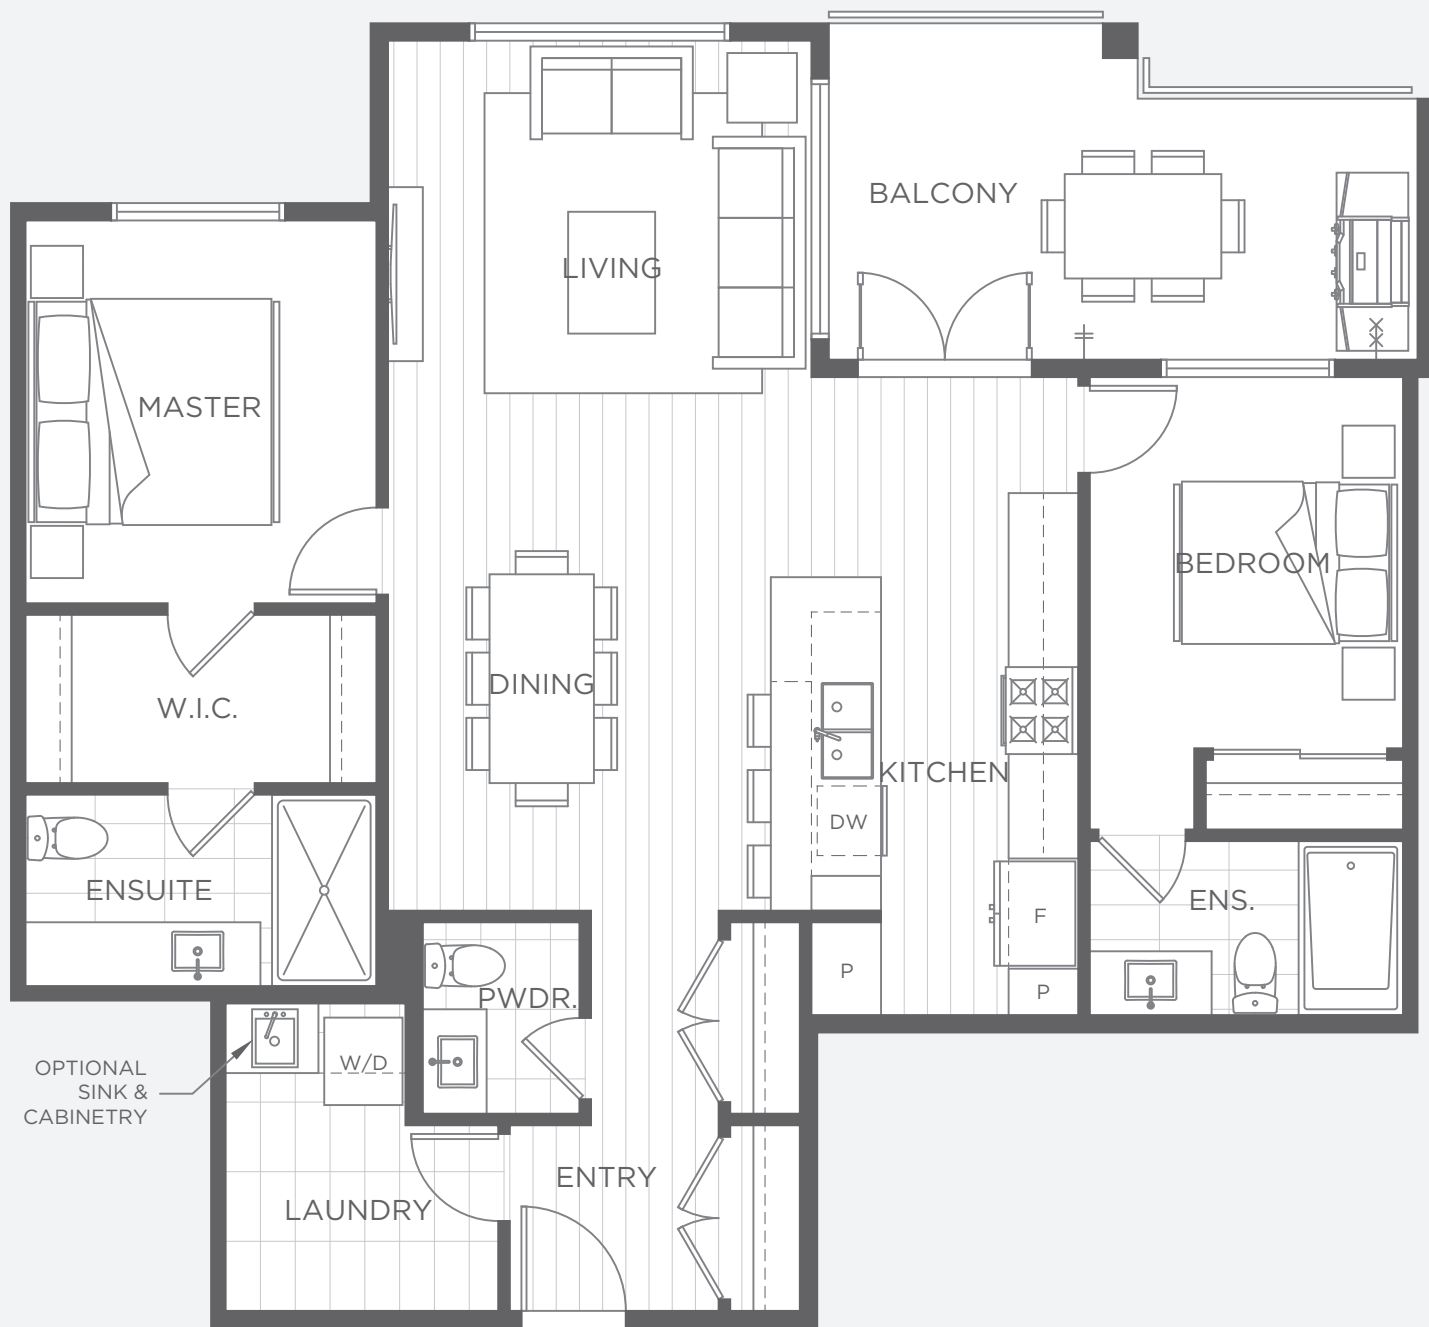 BALCONY
LIVING
MASTER
BEDROOM
DINING
W.I.C.
KITCHEN
DW
ENSUITE
ENS.
F
P
P
PWDR.
W/D
OPTIONAL
SINK &
CABINETRY
ENTRY
LAUNDRY